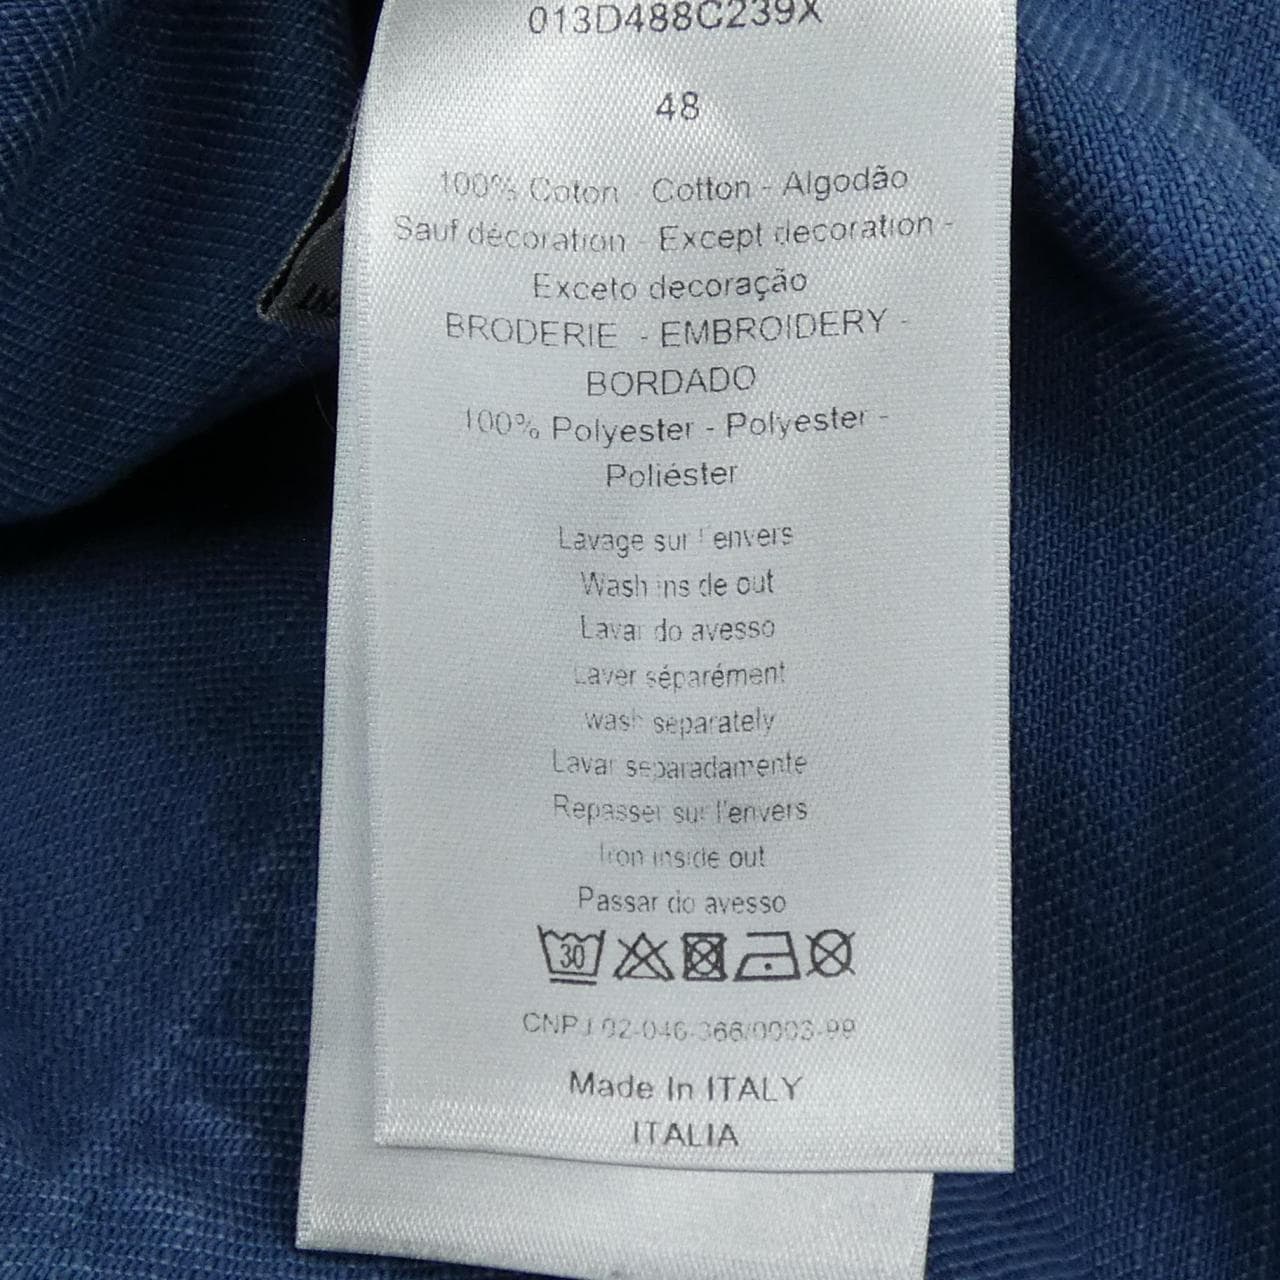 013D488C239X
48
100% Coton - Cotton - Algodão
Sauf décoration - Except decoration -
Exceto decoração
BRODERIE - EMBROIDERY -
BORDADO
100% Polyester - Polyester -
Poliéster
Lavage sur l'envers
Wash inside out
Lavar do avesso
Laver séparément
wash separately
Lavar separadamente
Repasser sur l'envers
Iron inside out
Passar do avesso
30
CNPJ 02-046-366/0003-99
Made In ITALY
ITALIA